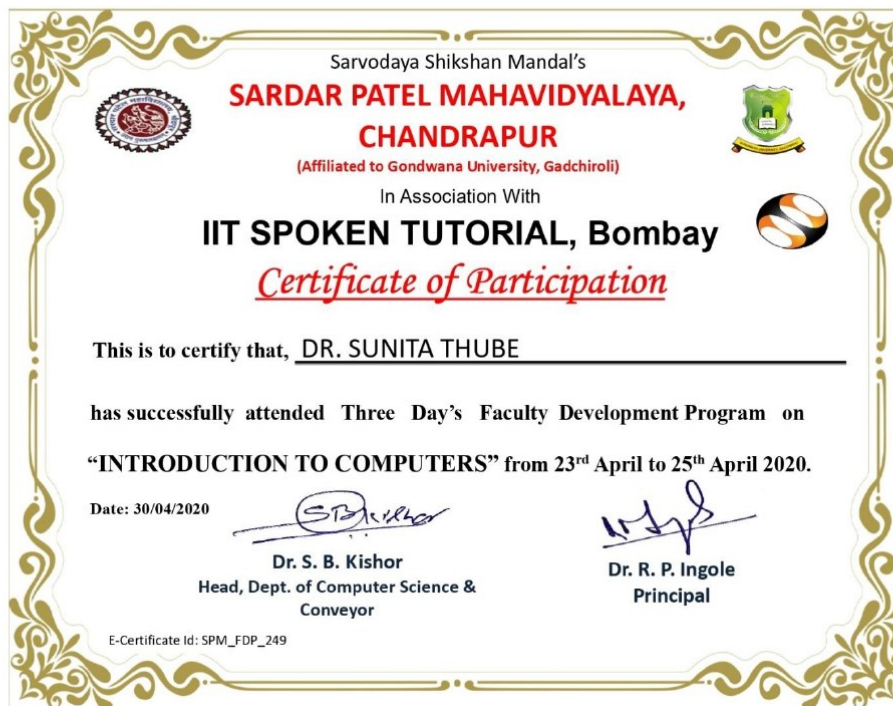 Sarvodaya Shikshan Mandal's
SARDAR PATEL MAHAVIDYALAYA,
CHANDRAPUR
(Affiliated to Gondwana University, Gadchiroli)
In Association With
IIT SPOKEN TUTORIAL, Bombay
Certificate of Participation
This is to certify that, DR. SUNITA THUBE
has successfully attended Three Day's Faculty Development Program on
“INTRODUCTION TO COMPUTERS” from 23rd April to 25th April 2020.
Date: 30/04/2020
SBKishor
Dr. S. B. Kishor
Head, Dept. of Computer Science &
Conveyor
Dr. R. P. Ingole
Principal
E-Certificate Id: SPM_FDP_249